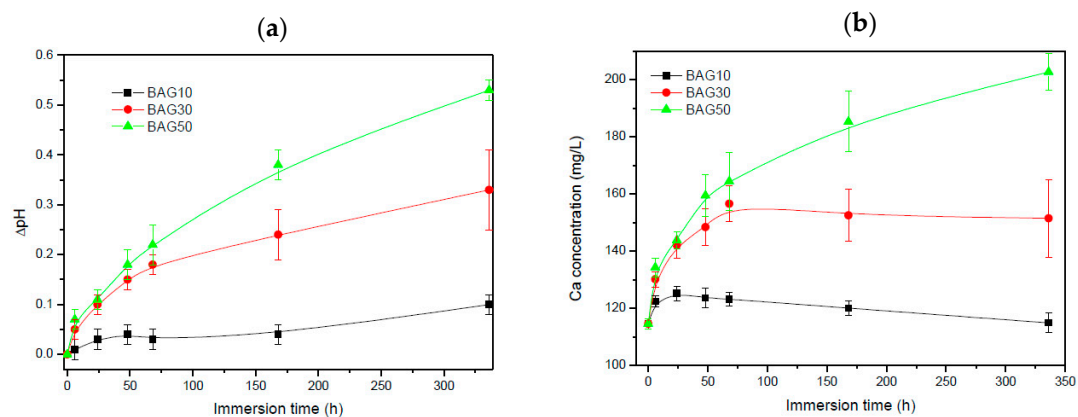 (a)
0.6
0.5
0.4
0.3
0.2
0.1
0.0
ΔpH
BAG10
BAG30
BAG50
0 50 100 150 200 250 300
Immersion time (h)
(b)
200
180
160
140
120
100
Ca concentration (mg/L)
BAG10
BAG30
BAG50
0 50 100 150 200 250 300 350
Immersion time (h)